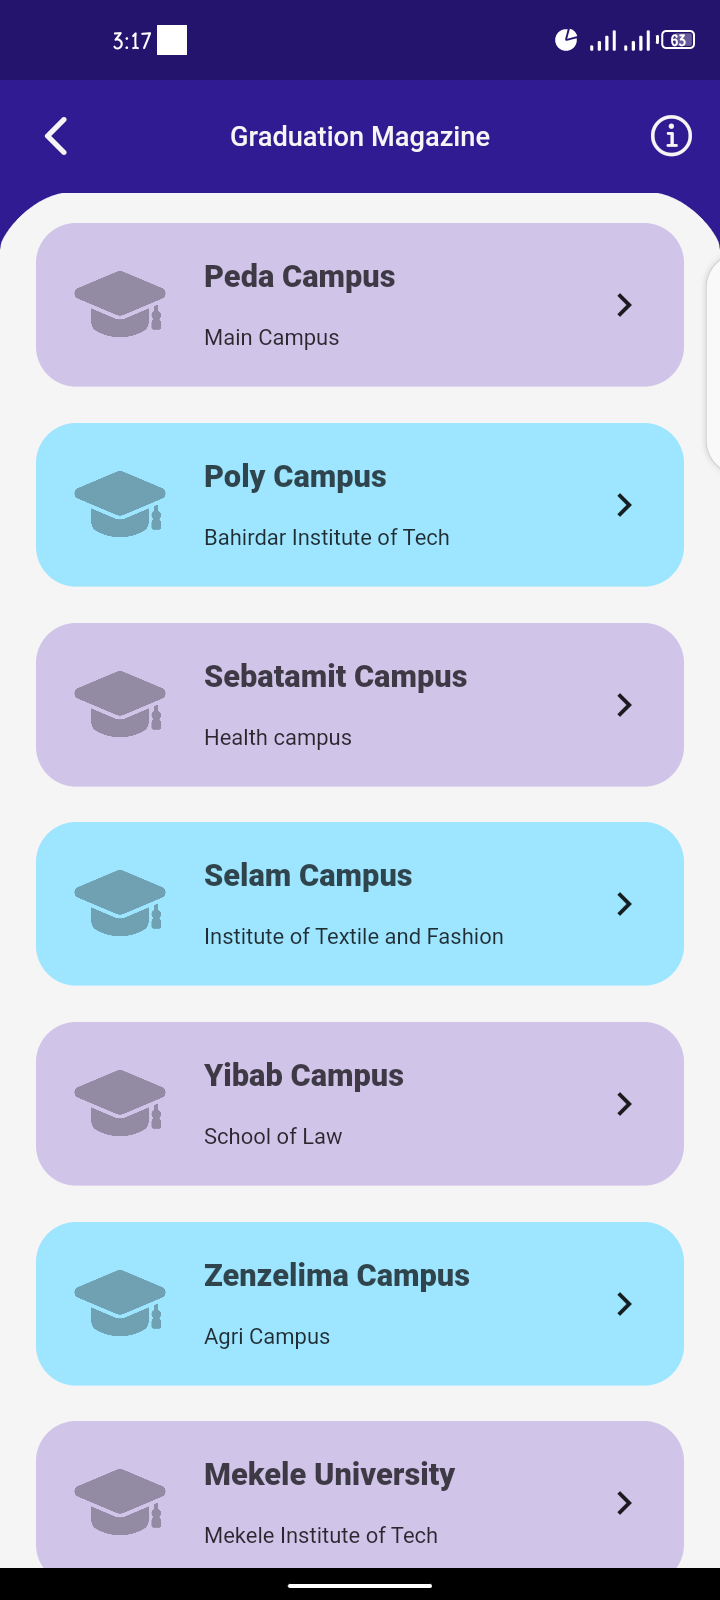 3:17
63
Graduation Magazine
Peda Campus
Main Campus
Poly Campus
Bahirdar Institute of Tech
Sebatamit Campus
Health campus
Selam Campus
Institute of Textile and Fashion
Yibab Campus
School of Law
Zenzelima Campus
Agri Campus
Mekele University
Mekele Institute of Tech